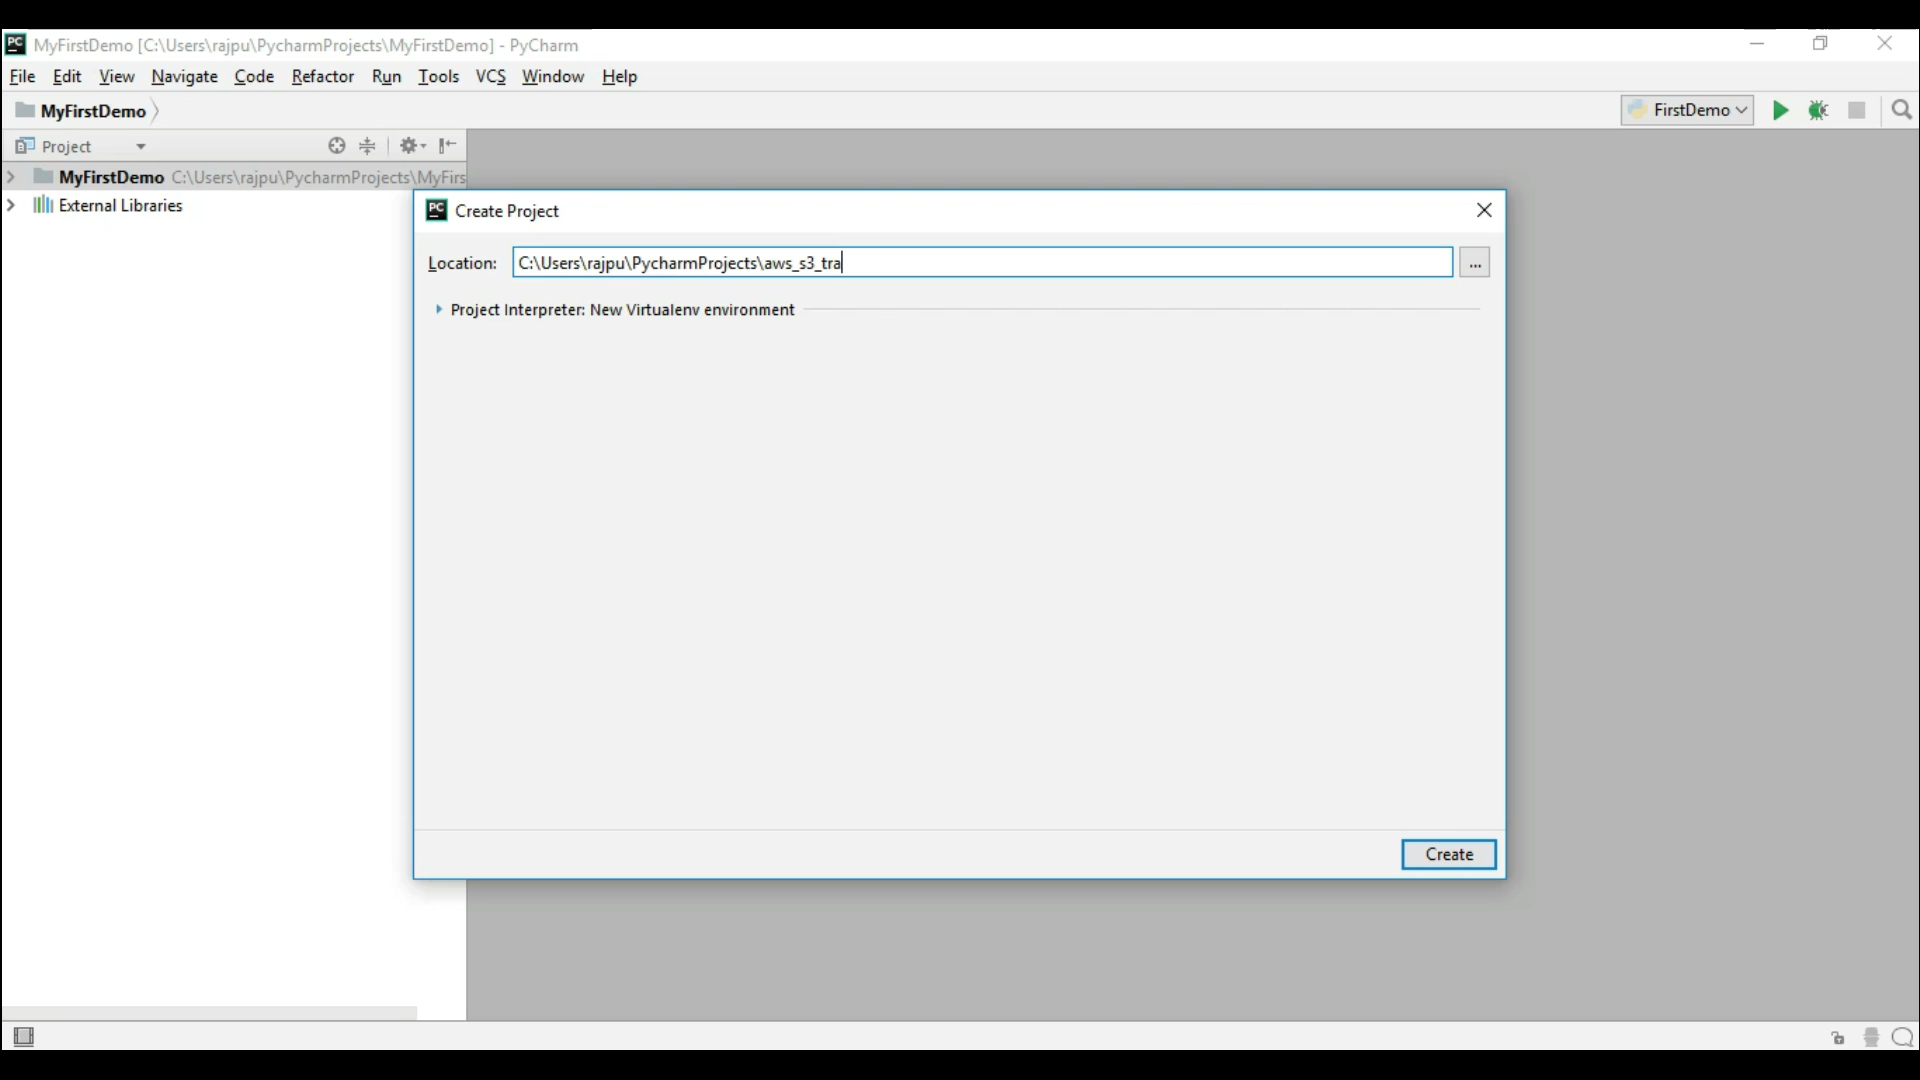 MyFirstDemo [C:\Users\rajpu\PycharmProjects\MyFirstDemo] - PyCharm
File Edit View Navigate Code Refactor Run Tools VCS Window Help
MyFirstDemo
FirstDemo
Project
MyFirstDemo C:\Users\rajpu\PycharmProjects\MyFirs
External Libraries
PC Create Project
Location: C:\Users\rajpu\PycharmProjects\aws_s3_tra
...
Project Interpreter: New Virtualenv environment
Create